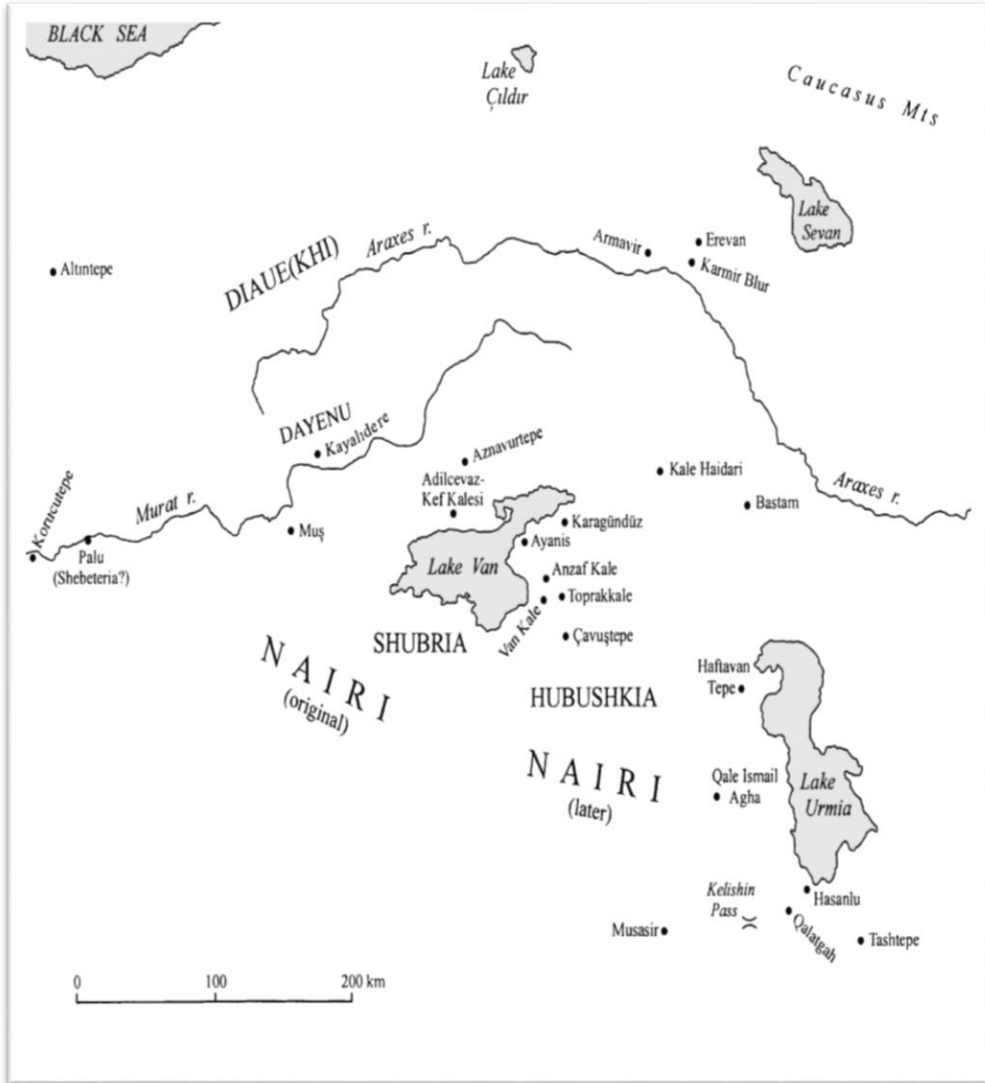 BLACK SEA
Lake
Çıldır
Caucasus Mts
Lake
Sevan
DIAUE(KHI)
Araxes r.
Armavir
Erevan
Karmir Blur
Altıntepe
DAYENU
Kayalıdere
Aznavurtepe
Adilcevaz-
Kef Kalesi
Kale Haidari
Bastam
Araxes r.
Korucutepe
Murat r.
Palu
(Shebeteria?)
Muş
Karagündüz
Ayanis
Lake Van
Anzaf Kale
Toprakkale
Van Kale
Çavuştepe
SHUBRIA
NAIRI
(original)
HUBUSHKIA
Haftavan
Tepe
NAIRI
(later)
Qale Ismail
Agha
Lake
Urmia
Kelishin
Pass
Hasanlu
Qalatgah
Musasir
Tashtepe
0 100 200 km